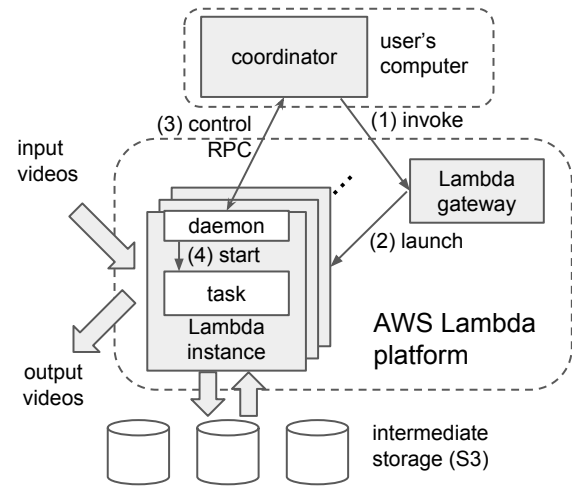 coordinator
user's
computer
(3) control
RPC
(1) invoke
input
videos
Lambda
gateway
daemon
(2) launch
(4) start
task
Lambda
instance
AWS Lambda
platform
output
videos
intermediate
storage (S3)